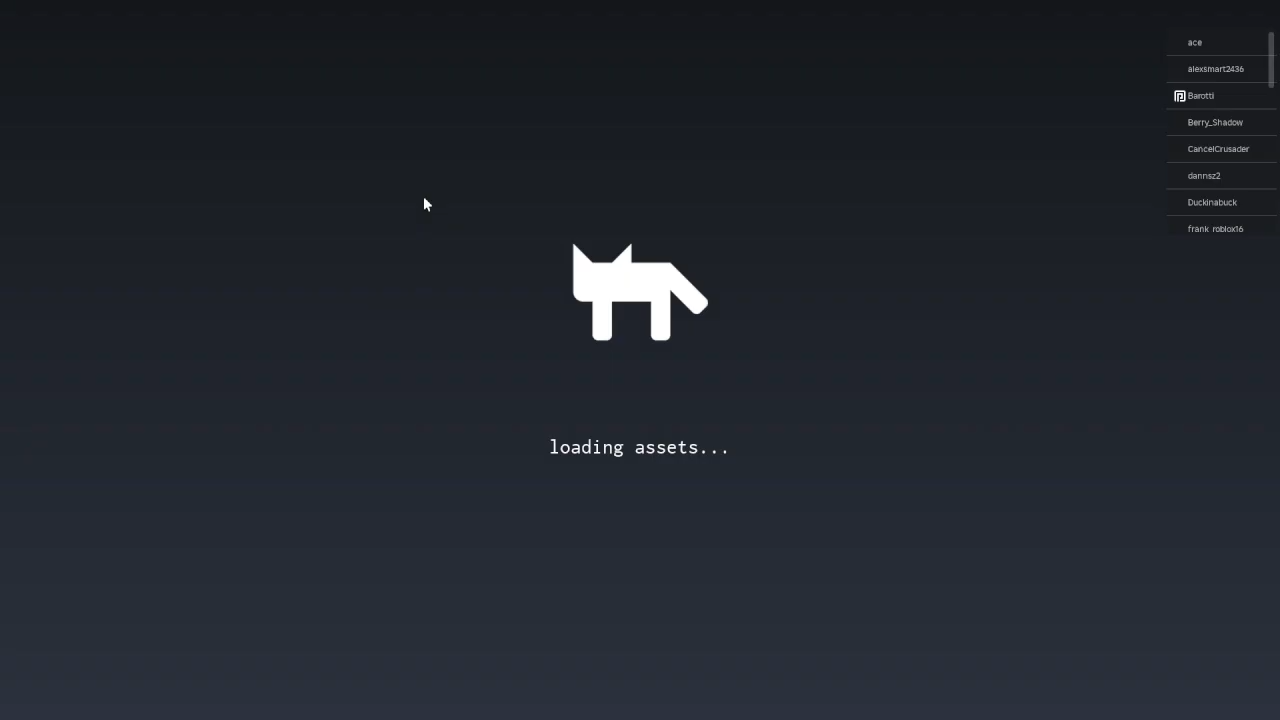 ace
alexsmart2436
Barotti
Berry_Shadow
CancelCrusader
dannsz2
Duckinabuck
frank_roblox16
loading assets...